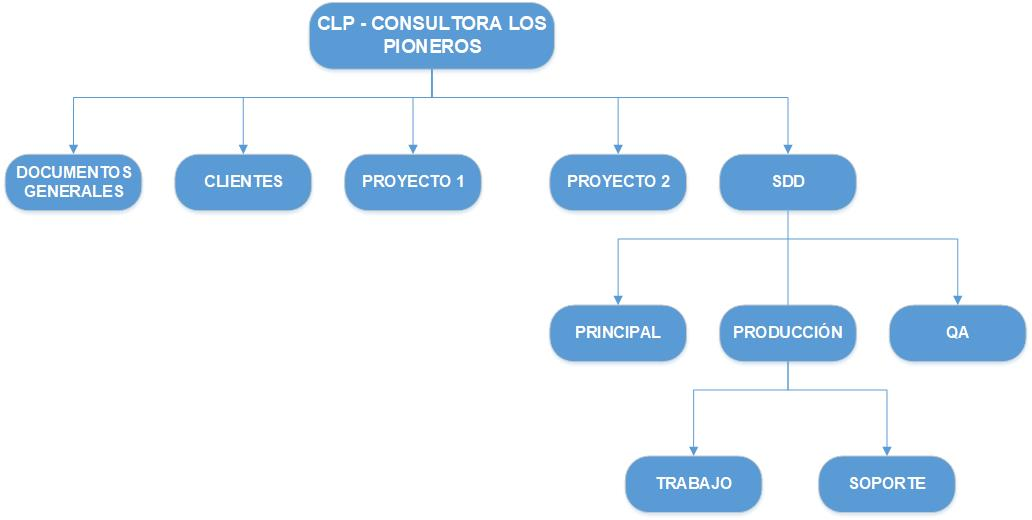 CLP - CONSULTORA LOS
PIONEROS
DOCUMENTOS
GENERALES
CLIENTES
PROYECTO 1
PROYECTO 2
SDD
PRINCIPAL
PRODUCCIÓN
QA
TRABAJO
SOPORTE